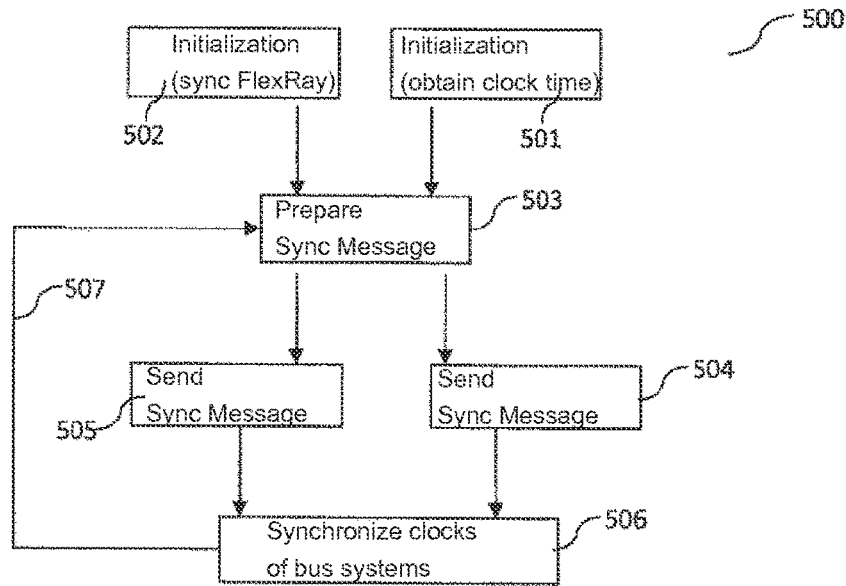 500
Initialization
(sync FlexRay)
502
Initialization
(obtain clock time)
501
Prepare
Sync Message
503
507
Send
Sync Message
505
Send
Sync Message
504
Synchronize clocks
of bus systems
506